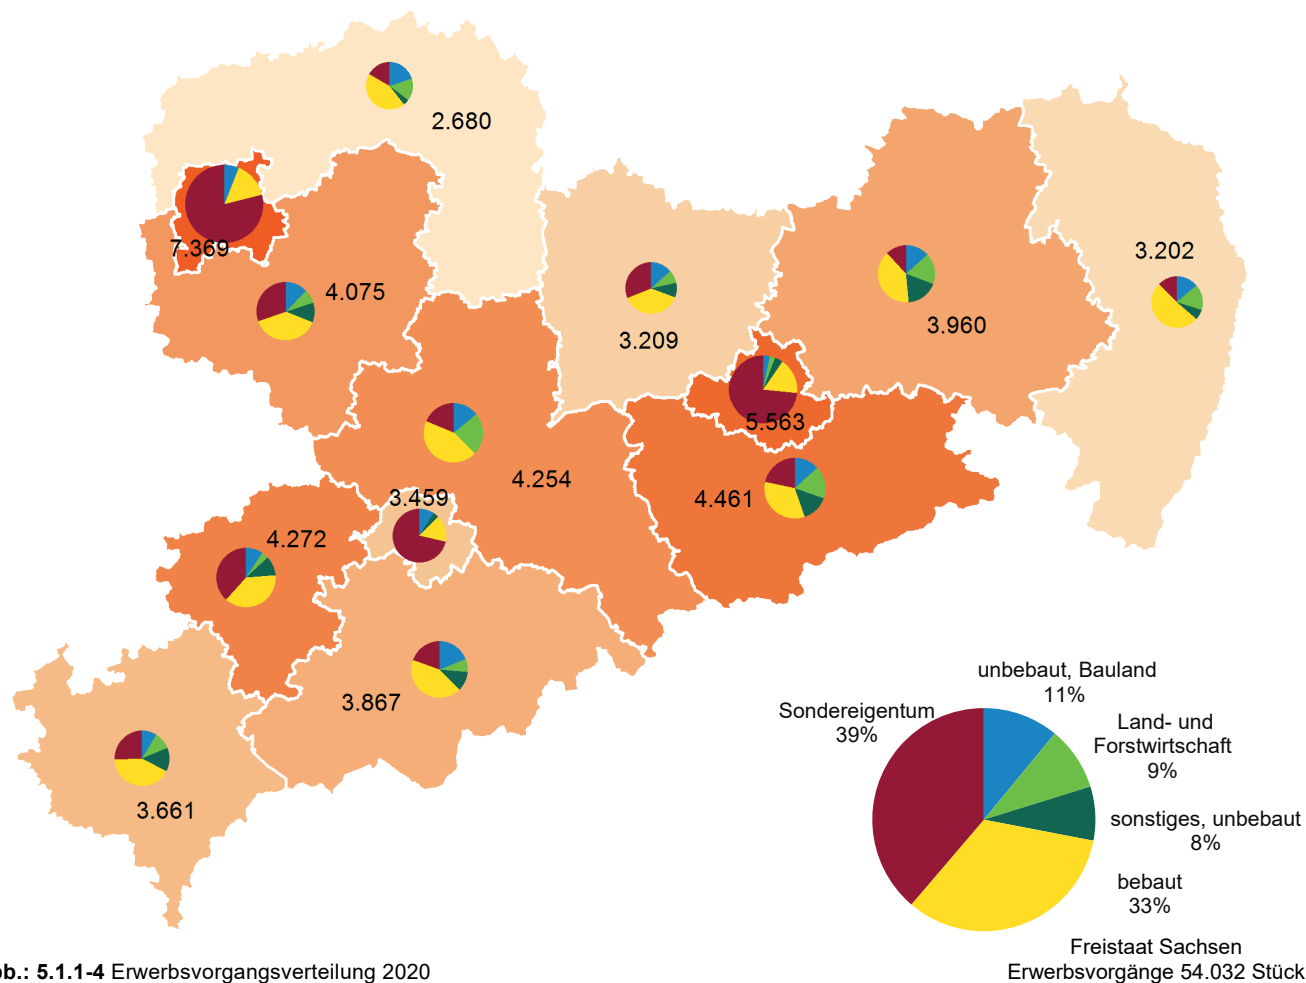 2.680
7.369
4.075
3.209
3.960
3.202
5.563
4.254
4.461
3.459
4.272
3.867
3.661
unbebaut, Bauland
11%
Sondereigentum
39%
Land- und
Forstwirtschaft
9%
sonstiges, unbebaut
8%
bebaut
33%
Freistaat Sachsen
Erwerbsvorgänge 54.032 Stück
b.: 5.1.1-4 Erwerbsvorgangsverteilung 2020